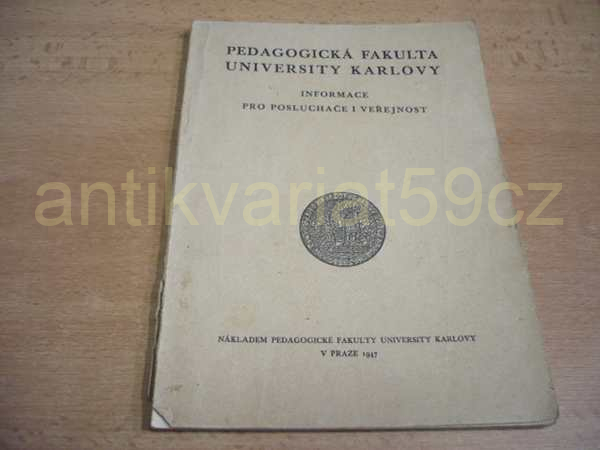 PEDAGOGICKÁ FAKULTA
UNIVERSITY KARLOVY
INFORMACE
PRO POSLUCHAČE I VEŘEJNOST
antikvariat59cz
NÁKLADEM PEDAGOGICKÉ FAKULTY UNIVERSITY KARLOVY
V PRAZE 1947